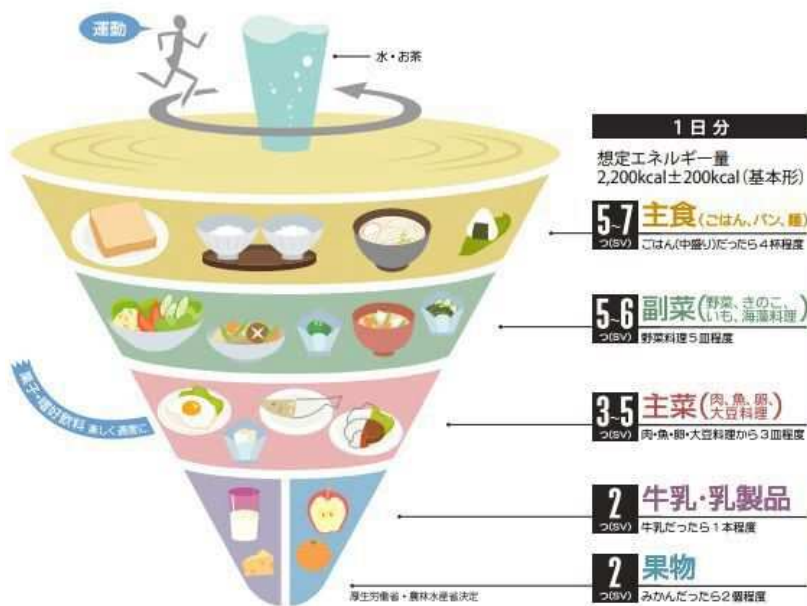 運動
水・お茶
1日分
想定エネルギー量
2,200kcal±200kcal(基本形)
5~7
つ(SV)
主食(ごはん、パン、麺)
ごはん(中盛り)だったら4杯程度
5~6
つ(SV)
副菜(野菜、きのこ、
いも、海藻料理)
野菜料理5皿程度
菓子・嗜好飲料 楽しく適度に
3~5
つ(SV)
主菜(肉、魚、卵、
大豆料理)
肉・魚・卵・大豆料理から3皿程度
2
つ(SV)
牛乳・乳製品
牛乳だったら1本程度
2
つ(SV)
果物
みかんだったら2個程度
厚生労働省・農林水産省決定